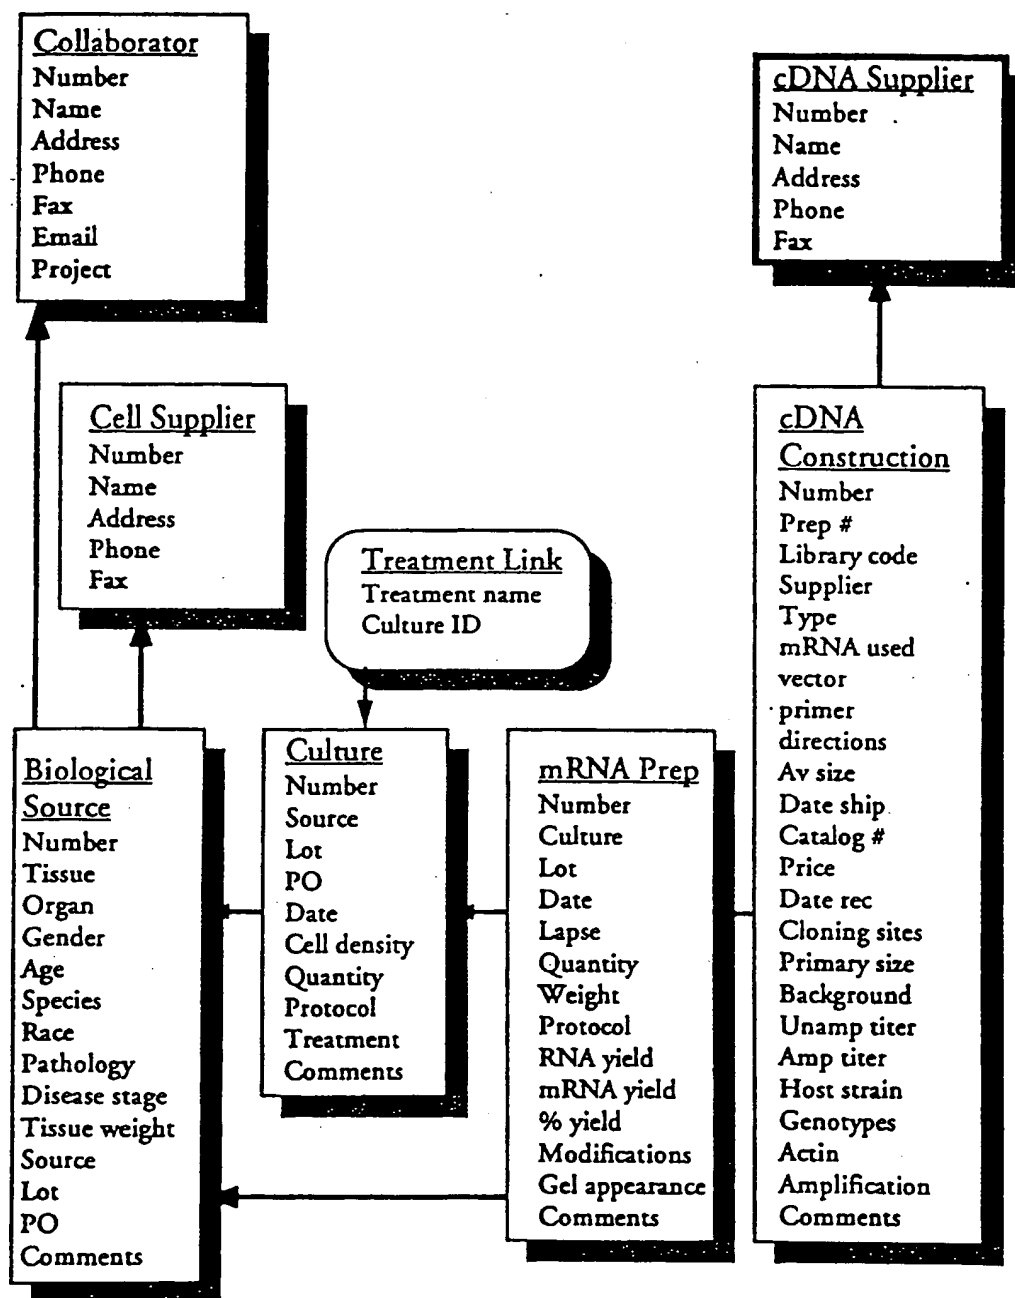 Collaborator
Number
Name
Address
Phone
Fax
Email
Project
cDNA Supplier
Number
Name
Address
Phone
Fax
Cell Supplier
Number
Name
Address
Phone
Fax
Treatment Link
Treatment name
Culture ID
Biological
Source
Number
Tissue
Organ
Gender
Age
Species
Race
Pathology
Disease stage
Tissue weight
Source
Lot
PO
Comments
Culture
Number
Source
Lot
PO
Date
Cell density
Quantity
Protocol
Treatment
Comments
mRNA Prep
Number
Culture
Lot
Date
Lapse
Quantity
Weight
Protocol
RNA yield
mRNA yield
% yield
Modifications
Gel appearance
Comments
cDNA
Construction
Number
Prep #
Library code
Supplier
Type
mRNA used
vector
primer
directions
Av size
Date ship
Catalog #
Price
Date rec
Cloning sites
Primary size
Background
Unamp titer
Amp titer
Host strain
Genotypes
Actin
Amplification
Comments